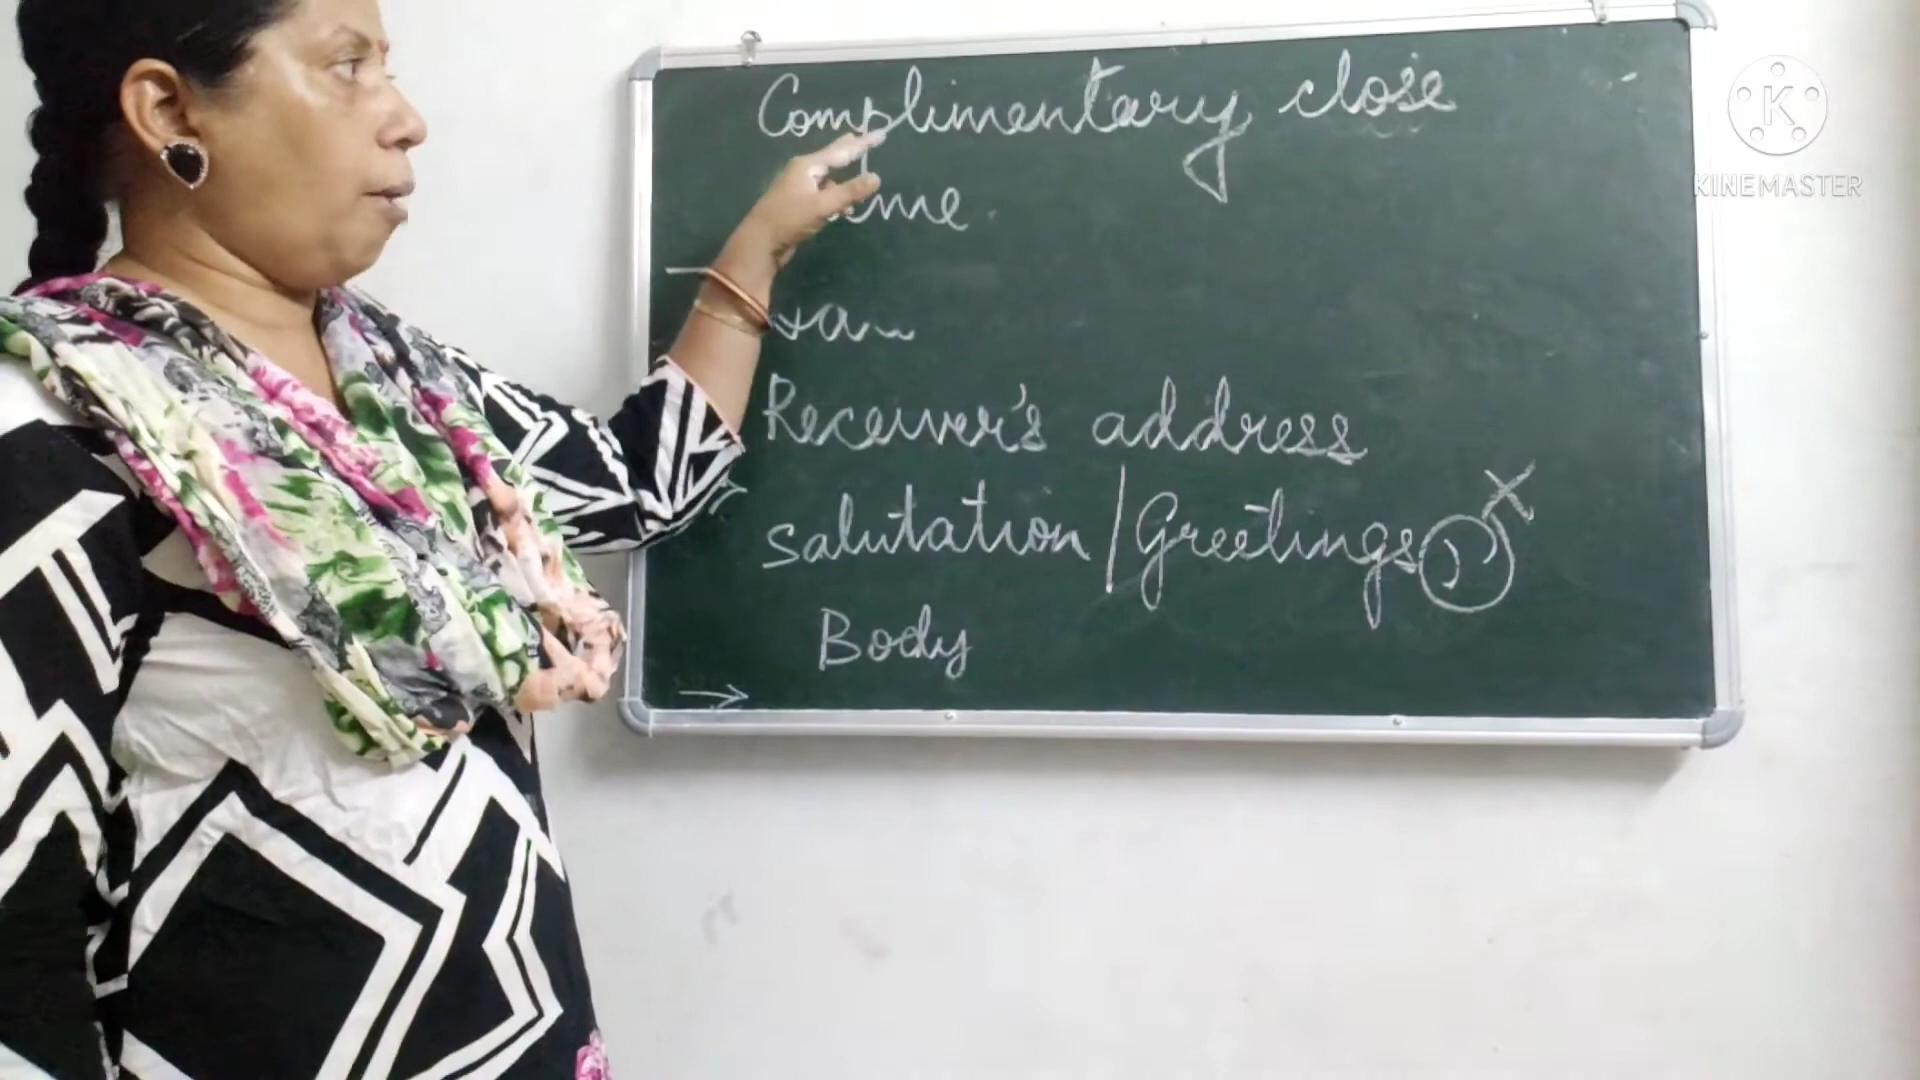 Complimentary close
Receiver's address
Salutation/Greetings
Body
K
KINEMASTER